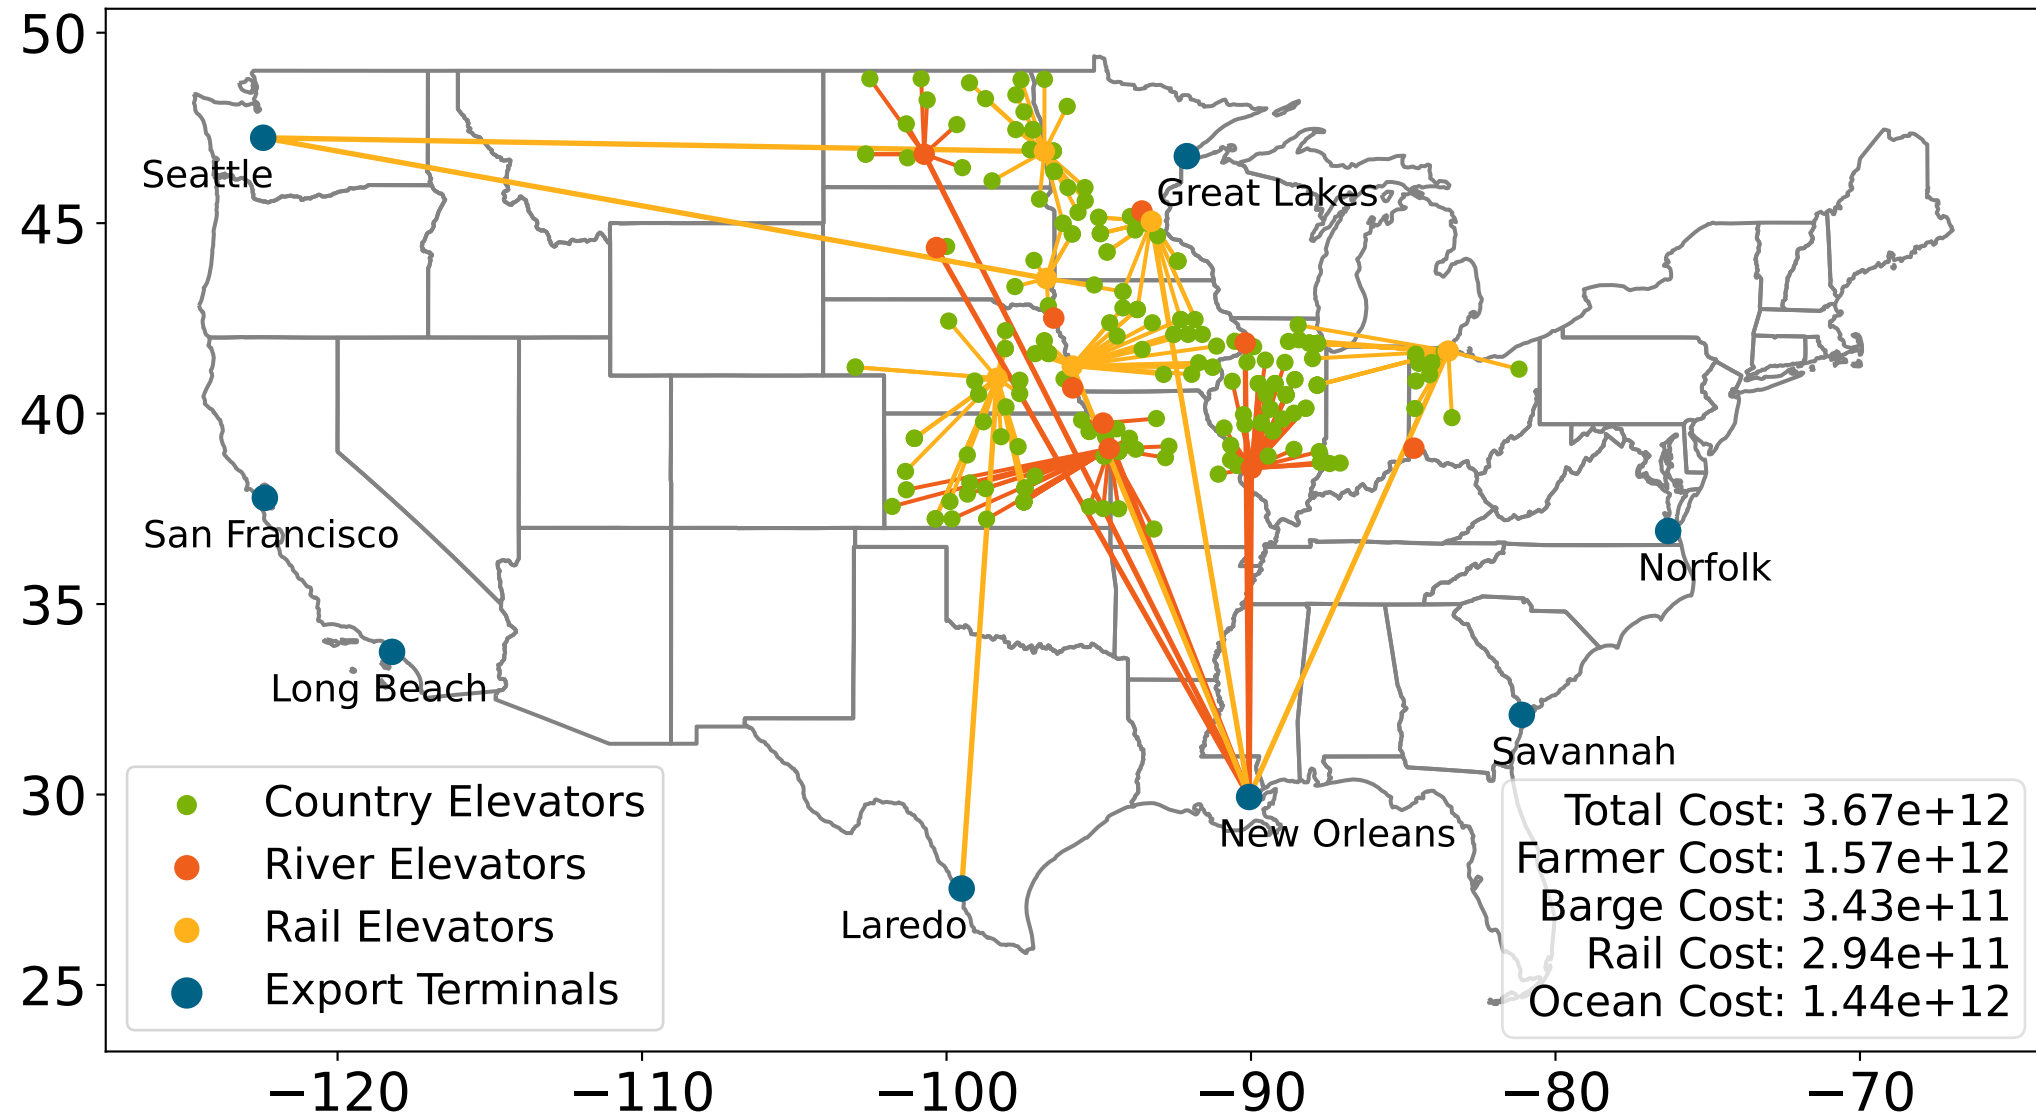 50
45
40
35
30
25
−120
−110
−100
−90
−80
−70
Seattle
Great Lakes
San Francisco
Norfolk
Long Beach
Savannah
New Orleans
Laredo
Country Elevators
River Elevators
Rail Elevators
Export Terminals
Total Cost: 3.67e+12
Farmer Cost: 1.57e+12
Barge Cost: 3.43e+11
Rail Cost: 2.94e+11
Ocean Cost: 1.44e+12